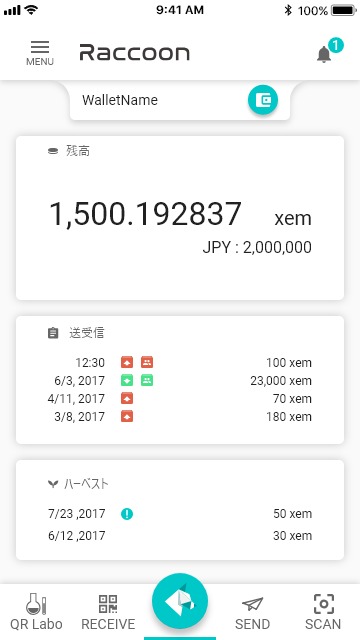 9:41 AM
100%
MENU
Raccoon
1
WalletName
残高
1,500.192837 xem
JPY : 2,000,000
送受信
12:30 100 xem
6/3, 2017 23,000 xem
4/11, 2017 70 xem
3/8, 2017 180 xem
ハーベスト
7/23 ,2017 ! 50 xem
6/12 ,2017 30 xem
QR Labo
RECEIVE
SEND
SCAN